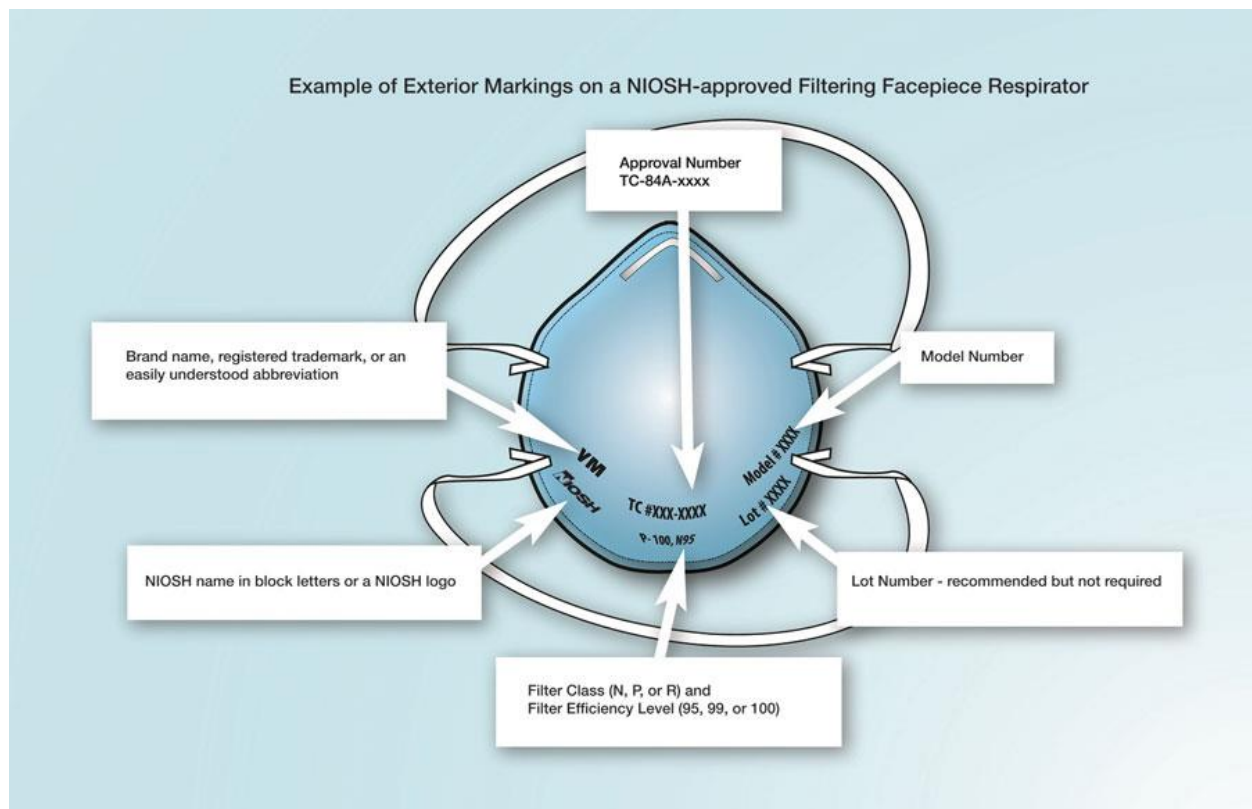 Example of Exterior Markings on a NIOSH-approved Filtering Facepiece Respirator
Approval Number
TC-84A-xxxx
Brand name, registered trademark, or an
easily understood abbreviation
Model Number
VM
NIOSH
TC #XXX-XXXX
P-100, N95
Model # XXXX
Lot # XXXX
NIOSH name in block letters or a NIOSH logo
Lot Number - recommended but not required
Filter Class (N, P, or R) and
Filter Efficiency Level (95, 99, or 100)